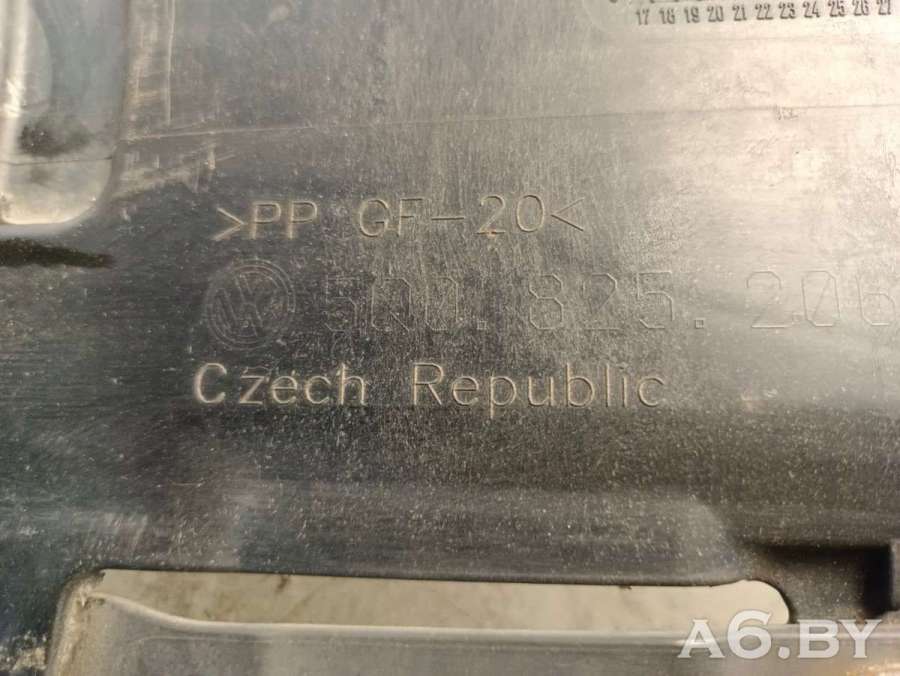 17 18 19 20 21 22 23 24 25 26 27
>PP GF-20<
5Q0. 825. 206
Czech Republic
A6.BY